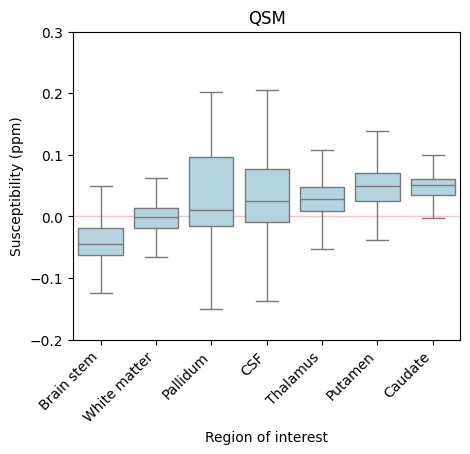 QSM
Susceptibility (ppm)
0.3
0.2
0.1
0.0
−0.1
−0.2
Brain stem
White matter
Pallidum
CSF
Thalamus
Putamen
Caudate
Region of interest